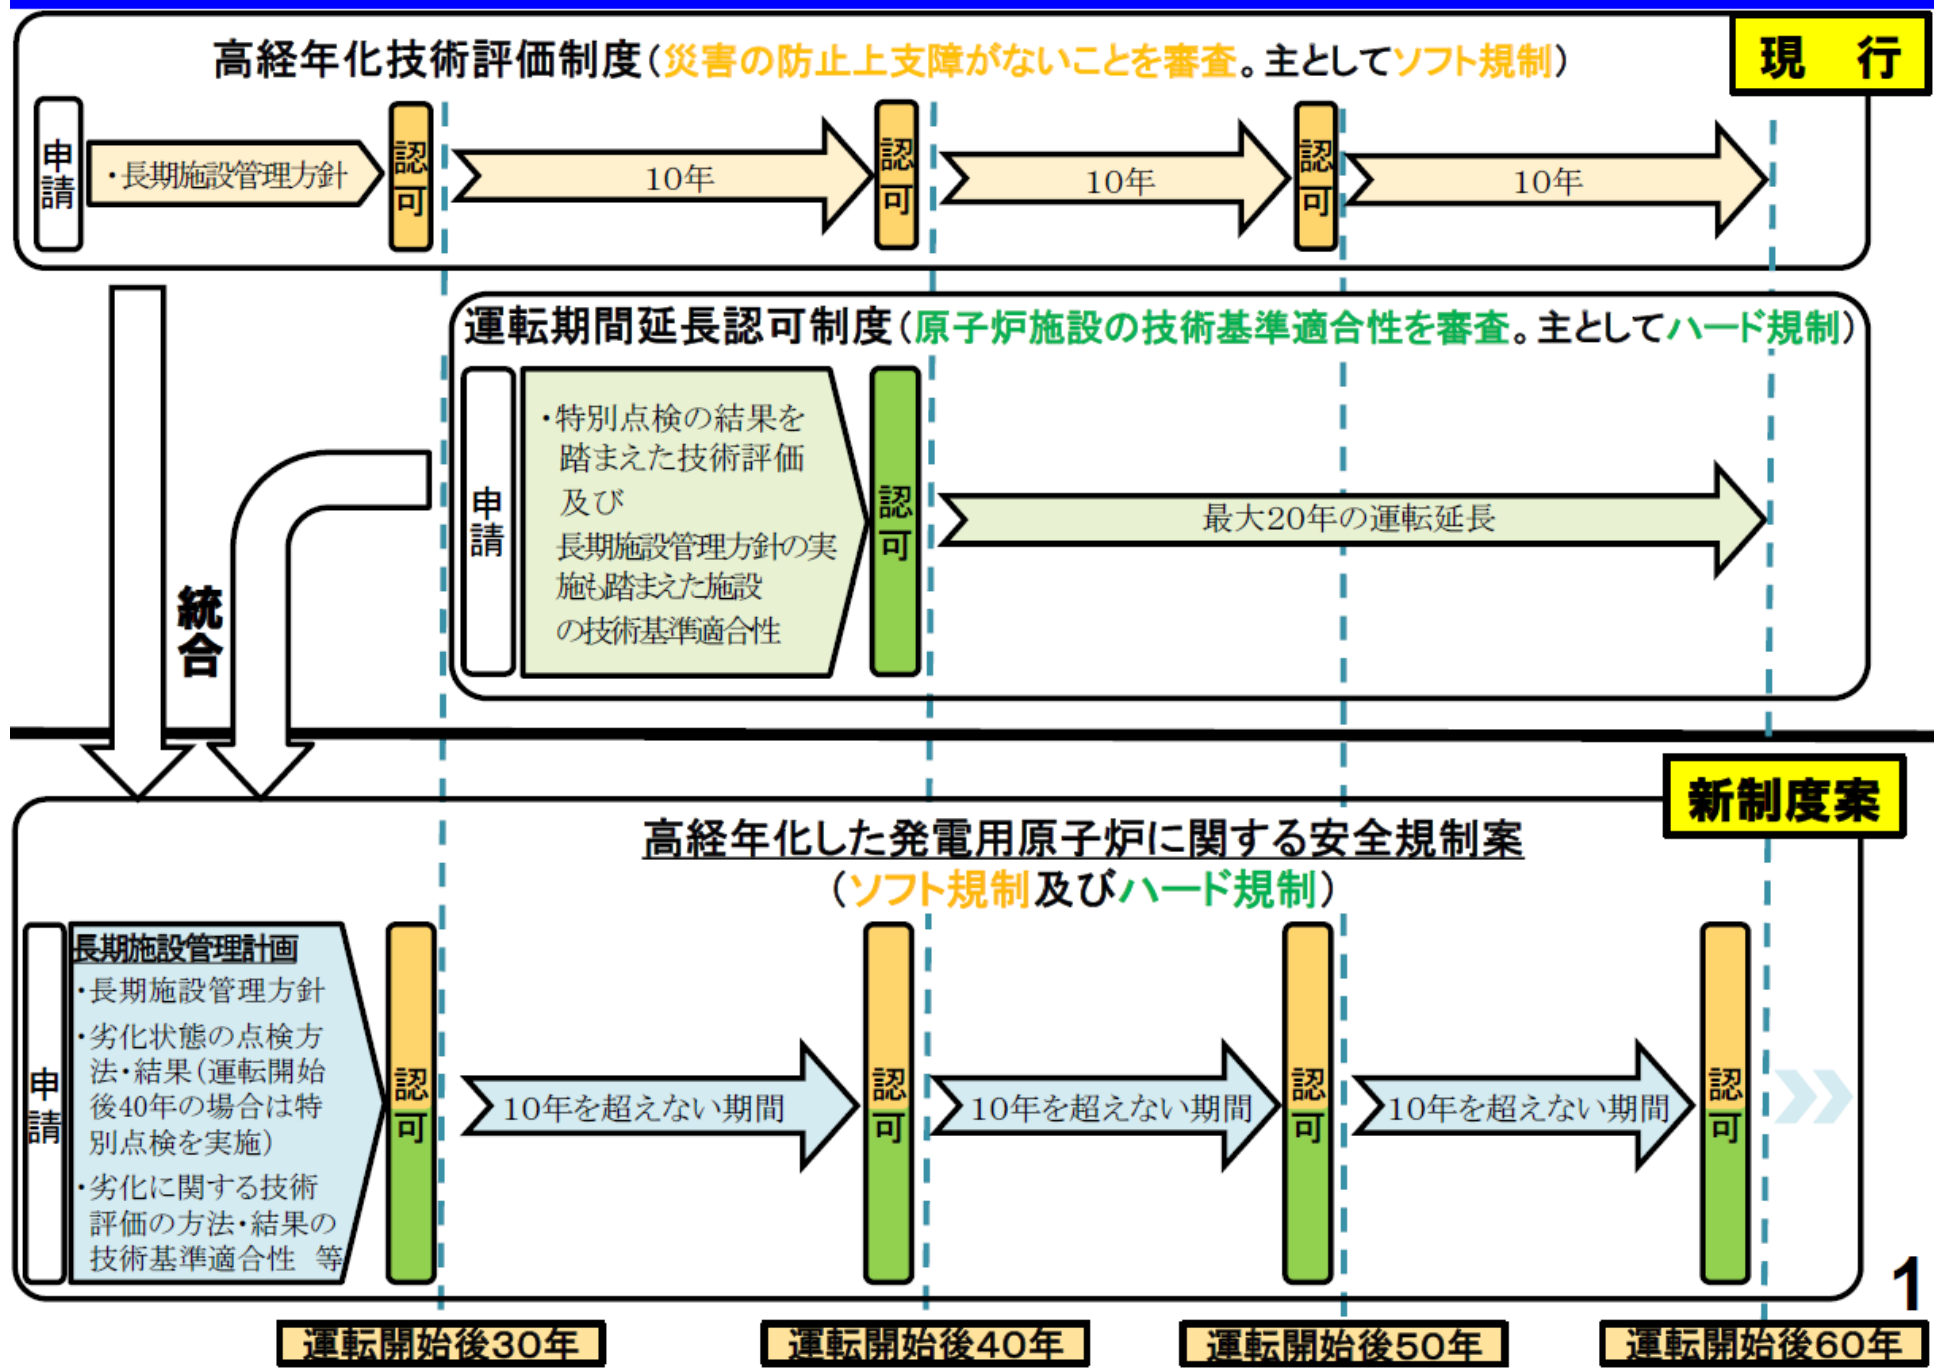 現　行
高経年化技術評価制度(災害の防止上支障がないことを審査。主としてソフト規制)
申請
・長期施設管理方針
認可
10年
認可
10年
認可
10年
運転期間延長認可制度(原子炉施設の技術基準適合性を審査。主としてハード規制)
申請
・特別点検の結果を
踏まえた技術評価
及び
長期施設管理方針の実
施も踏まえた施設
の技術基準適合性
認可
最大20年の運転延長
統合
新制度案
高経年化した発電用原子炉に関する安全規制案
(ソフト規制及びハード規制)
申請
長期施設管理計画
・長期施設管理方針
・劣化状態の点検方
法・結果(運転開始
後40年の場合は特
別点検を実施)
・劣化に関する技術
評価の方法・結果の
技術基準適合性　等
認可
10年を超えない期間
認可
10年を超えない期間
認可
10年を超えない期間
認可
1
運転開始後30年
運転開始後40年
運転開始後50年
運転開始後60年